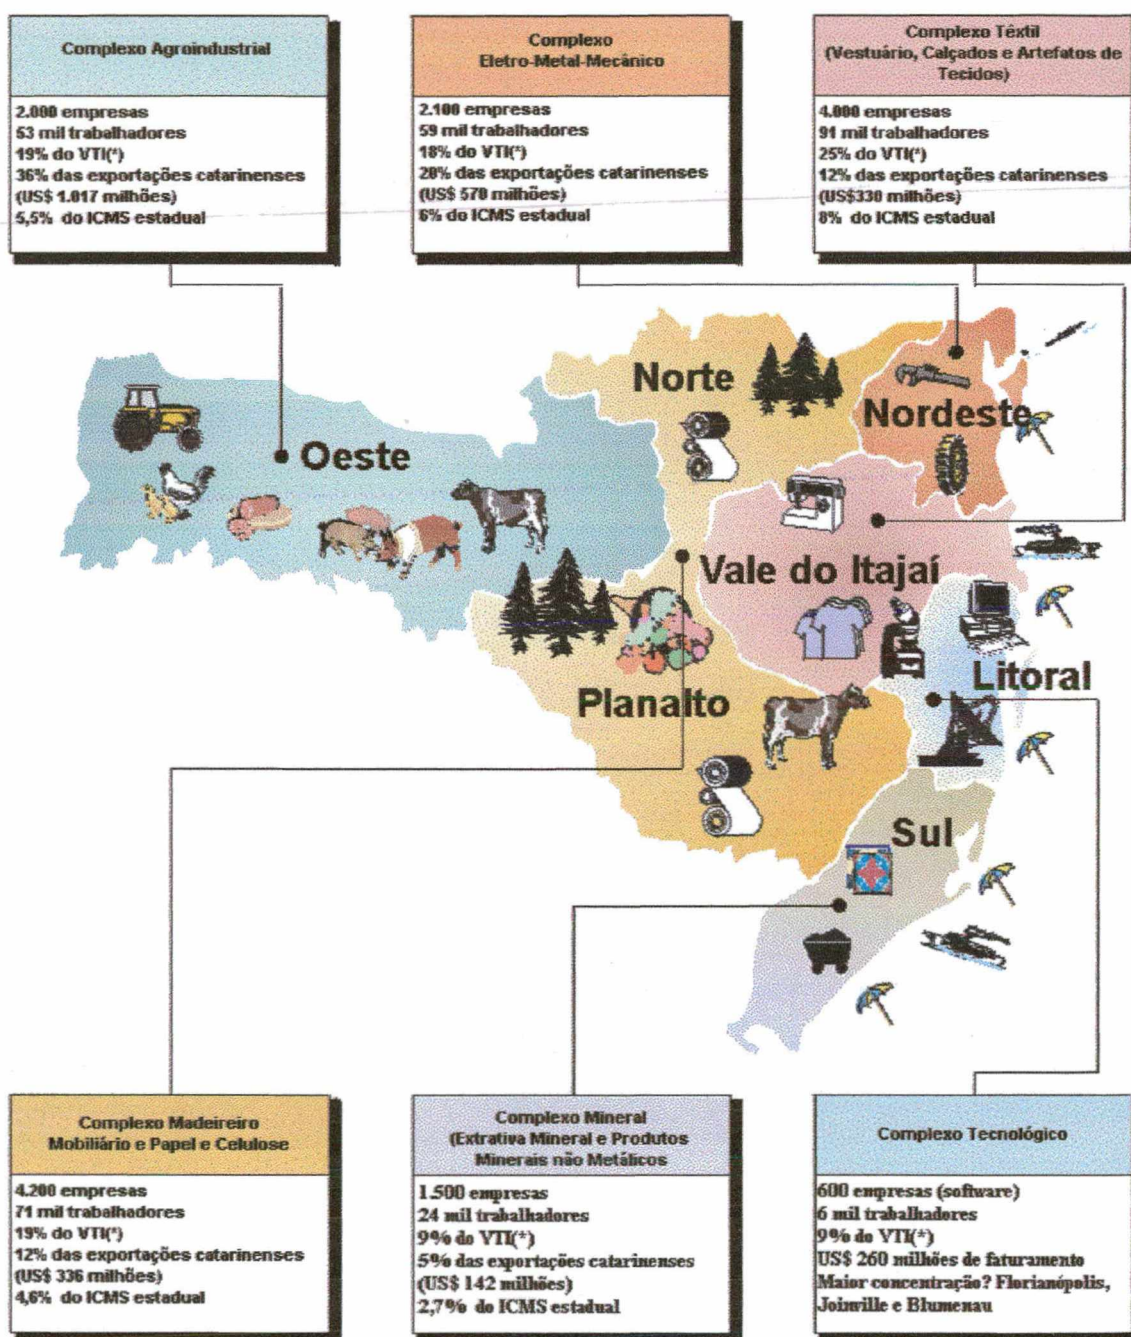 Complexo Agroindustrial
2.000 empresas
53 mil trabalhadores
19% do VTI(*)
36% das exportações catarinenses
(US$ 1.017 milhões)
5,5% do ICMS estadual
Complexo
Eletro-Metal-Mecânico
2.100 empresas
59 mil trabalhadores
18% do VTI(*)
20% das exportações catarinenses
(US$ 570 milhões)
6% do ICMS estadual
Complexo Têxtil
(Vestuário, Calçados e Artefatos de
Tecidos)
4.000 empresas
91 mil trabalhadores
25% do VTI(*)
12% das exportações catarinenses
(US$330 milhões)
8% do ICMS estadual
Norte
Nordeste
Oeste
Vale do Itajaí
Litoral
Planalto
Sul
Complexo Madeireiro
Mobiliário e Papel e Celulose
4.200 empresas
71 mil trabalhadores
19% do VTI(*)
12% das exportações catarinenses
(US$ 336 milhões)
4,6% do ICMS estadual
Complexo Mineral
(Extrativa Mineral e Produtos
Minerais não Metálicos
1.500 empresas
24 mil trabalhadores
9% do VTI(*)
5% das exportações catarinenses
(US$ 142 milhões)
2,7% do ICMS estadual
Complexo Tecnológico
600 empresas (software)
6 mil trabalhadores
9% do VTI(*)
US$ 260 milhões de faturamento
Maior concentração? Florianópolis,
Joinville e Blumenau